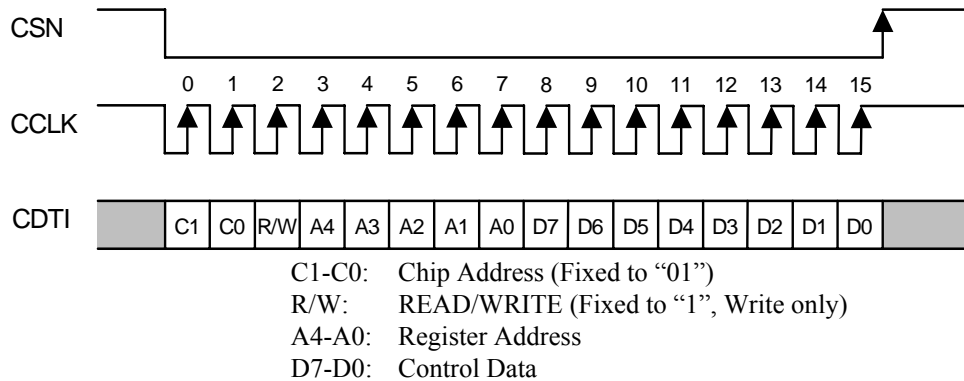 CSN
0 1 2 3 4 5 6 7 8 9 10 11 12 13 14 15
CCLK
CDTI C1 C0 R/W A4 A3 A2 A1 A0 D7 D6 D5 D4 D3 D2 D1 D0
C1-C0: Chip Address (Fixed to “01”)
R/W: READ/WRITE (Fixed to “1”, Write only)
A4-A0: Register Address
D7-D0: Control Data